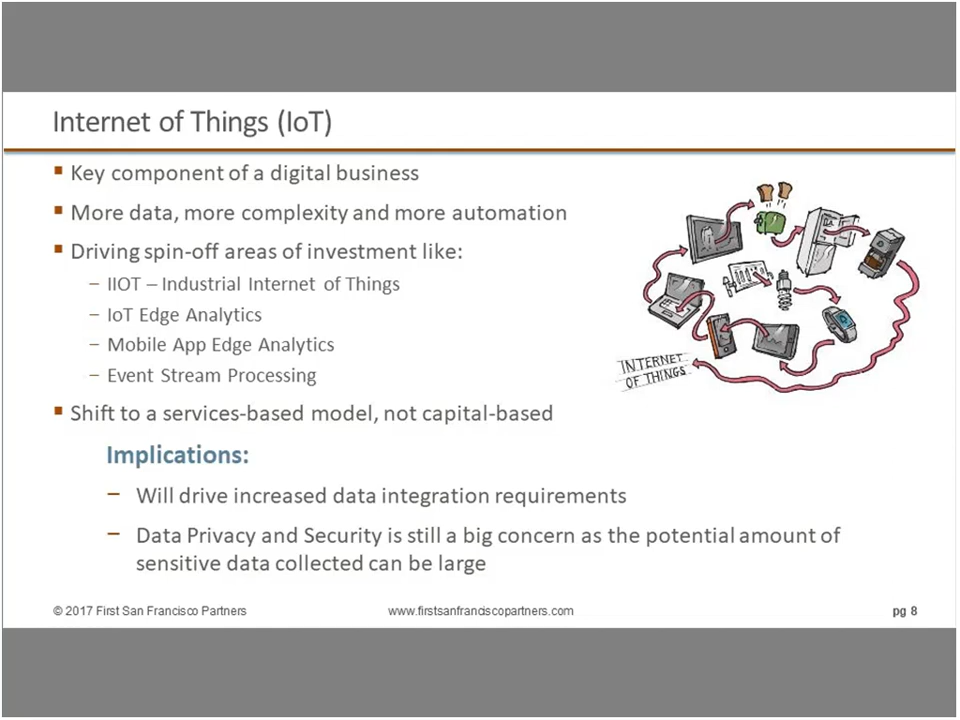 Internet of Things (IoT)
▪ Key component of a digital business
▪ More data, more complexity and more automation
▪ Driving spin-off areas of investment like:
– IIOT – Industrial Internet of Things
– IoT Edge Analytics
– Mobile App Edge Analytics
– Event Stream Processing
▪ Shift to a services-based model, not capital-based
INTERNET
OF THINGS
Implications:
– Will drive increased data integration requirements
– Data Privacy and Security is still a big concern as the potential amount of
sensitive data collected can be large
© 2017 First San Francisco Partners
www.firstsanfranciscopartners.com
pg 8